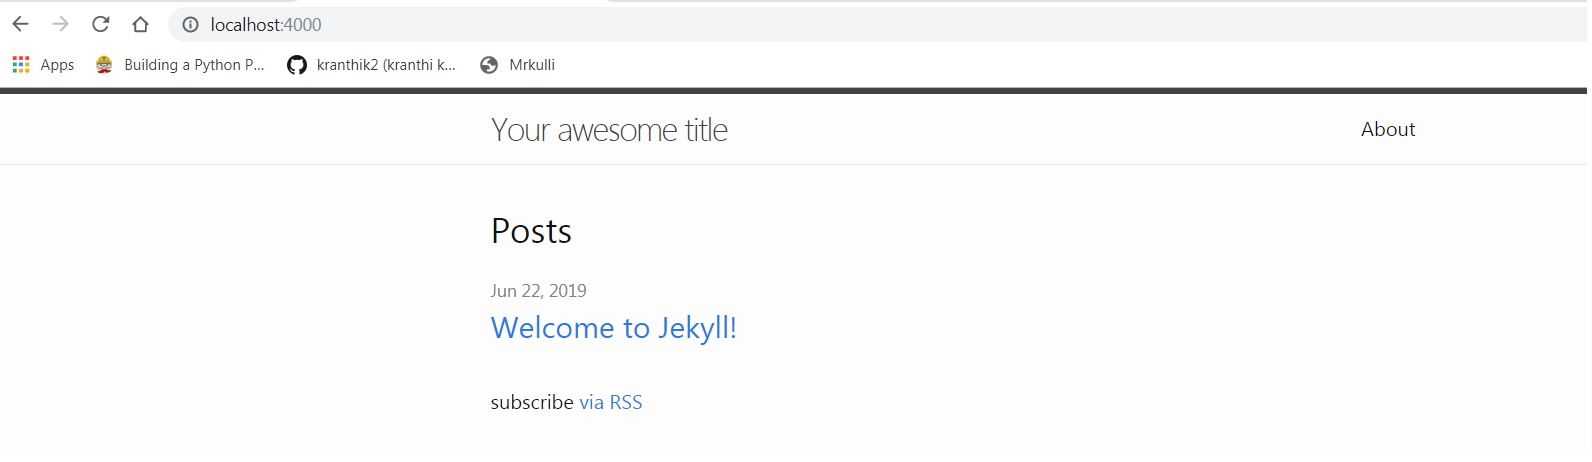 localhost:4000
Apps Building a Python P... kranthik2 (kranthi k... Mrkulli
Your awesome title About
Posts
Jun 22, 2019
Welcome to Jekyll!
subscribe via RSS